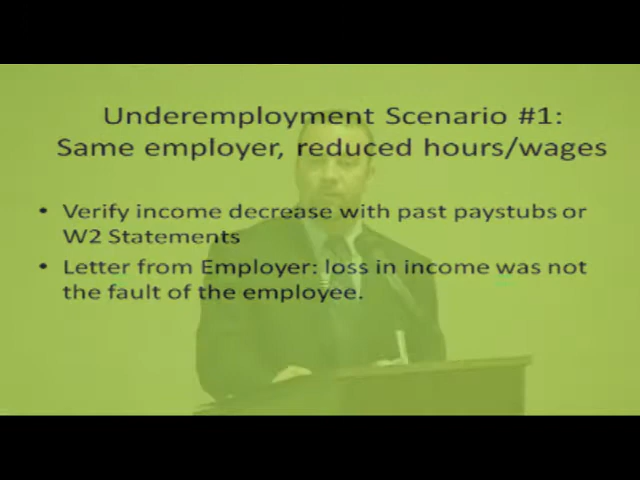 Underemployment Scenario #1:
Same employer, reduced hours/wages
• Verify income decrease with past paystubs or
W2 Statements
• Letter from Employer: loss in income was not
the fault of the employee.